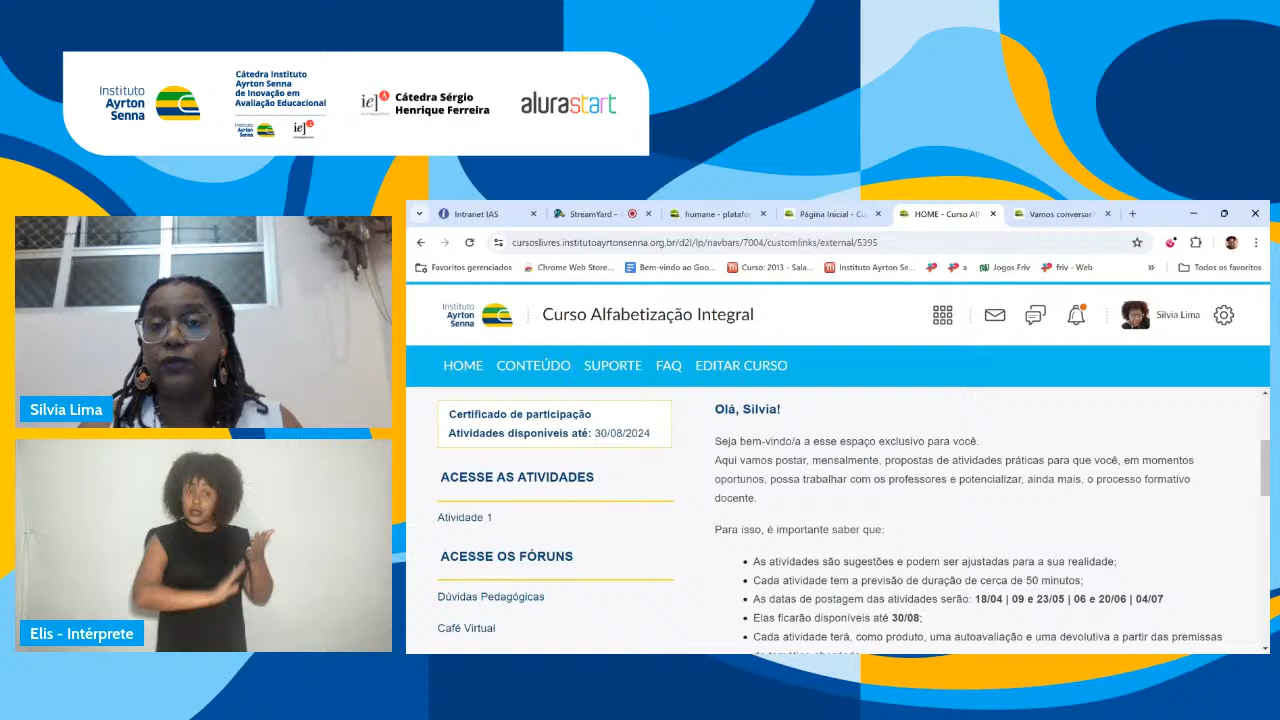 Instituto
Ayrton
Senna
Cátedra Instituto
Ayrton Senna
de Inovação em
Avaliação Educacional
Instituto
Ayrton
Senna
iea
iea
Cátedra Sérgio
Henrique Ferreira
alurastart
Silvia Lima
Elis - Intérprete
Intranet IAS
StreamYard -
humane - platafo
Página Inicial - Cu
HOME - Curso Al
Vamos conversar?
cursoslivres.institutoayrtonsenna.org.br/d2l/lp/navbars/7004/customlinks/external/5395
Favoritos gerenciados
Chrome Web Store...
Bem-vindo ao Goo...
Curso: 2013 - Sala...
Instituto Ayrton Se...
a
Jogos Friv
friv - Web
»
Todos os favoritos
Instituto
Ayrton
Senna
Curso Alfabetização Integral
Silvia Lima
HOME CONTEÚDO SUPORTE FAQ EDITAR CURSO
Certificado de participação
Atividades disponíveis até: 30/08/2024
ACESSE AS ATIVIDADES
Atividade 1
ACESSE OS FÓRUNS
Dúvidas Pedagógicas
Café Virtual
Olá, Silvia!
Seja bem-vindo/a a esse espaço exclusivo para você.
Aqui vamos postar, mensalmente, propostas de atividades práticas para que você, em momentos
oportunos, possa trabalhar com os professores e potencializar, ainda mais, o processo formativo
docente.
Para isso, é importante saber que:
• As atividades são sugestões e podem ser ajustadas para a sua realidade;
• Cada atividade tem a previsão de duração de cerca de 50 minutos;
• As datas de postagem das atividades serão: 18/04 | 09 e 23/05 | 06 e 20/06 | 04/07
• Elas ficarão disponíveis até 30/08;
• Cada atividade terá, como produto, uma autoavaliação e uma devolutiva a partir das premissas